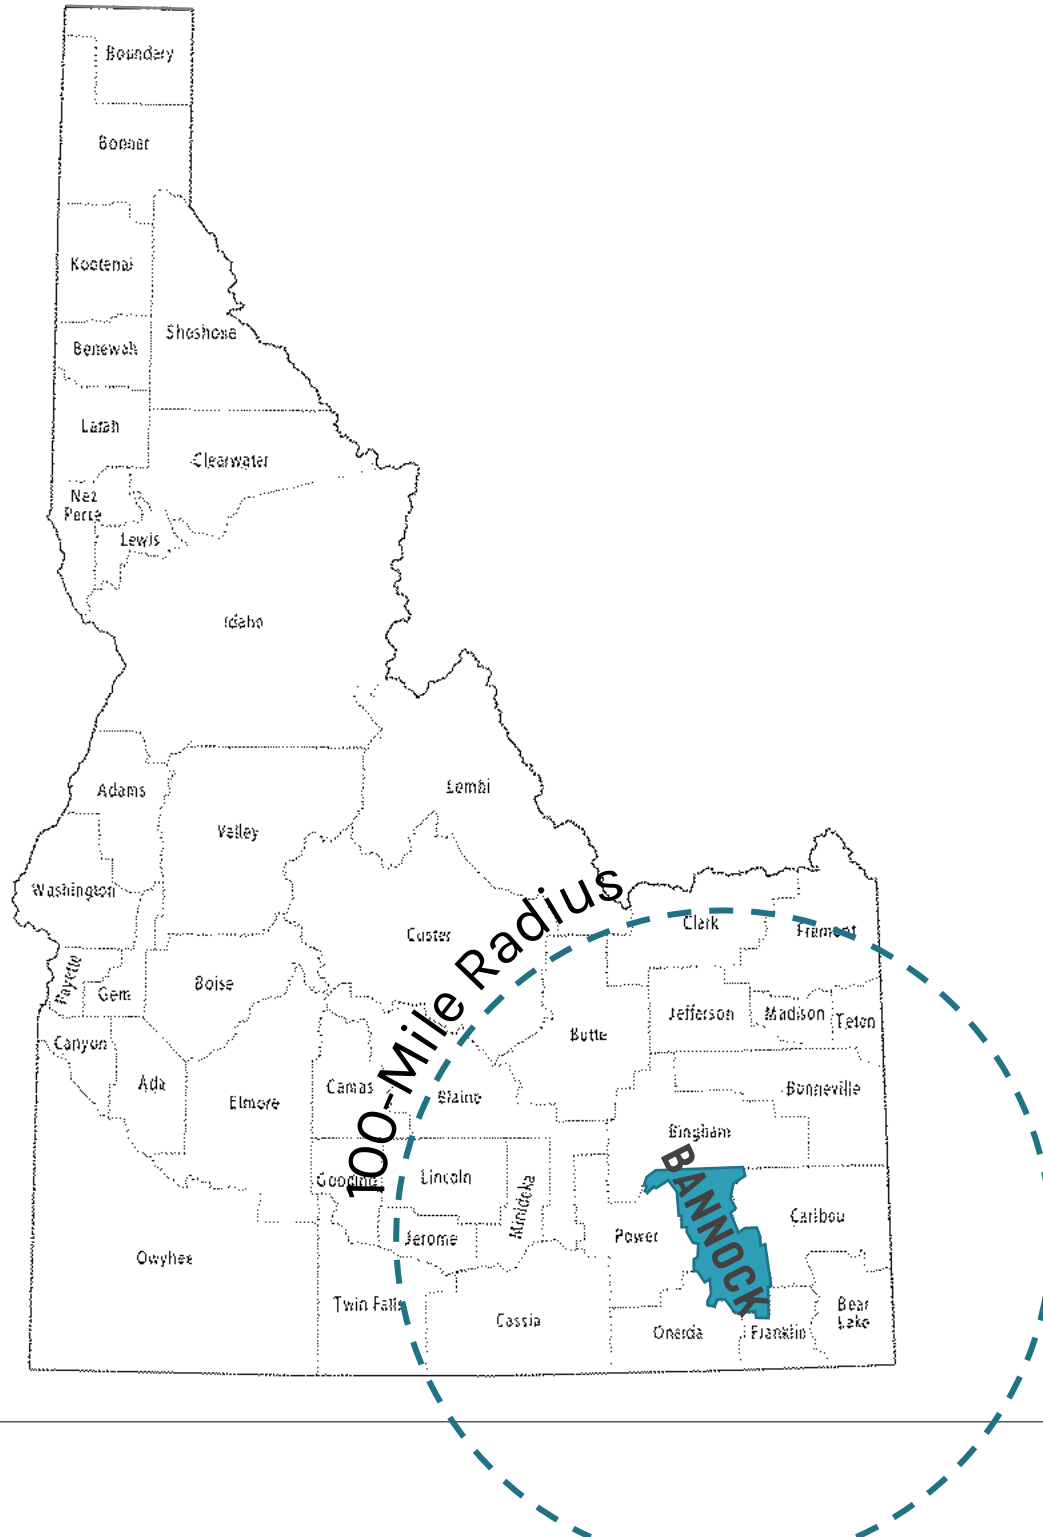 Boundary
Bonner
Kootenai
Shoshone
Benewah
Latah
Clearwater
Nez
Perce
Lewis
Idaho
Adams
Lemhi
Valley
Washington
Custer
Clark
Fremont
100-Mile Radius
Payette
Gem
Boise
Jefferson
Madison
Teton
Butte
Canyon
Ada
Camas
Blaine
Elmore
Bonneville
Bingham
Gooding
Lincoln
Minidoka
BANNOCK
Power
Caribou
Jerome
Owyhee
Twin Falls
Cassia
Oneida
Franklin
Bear
Lake